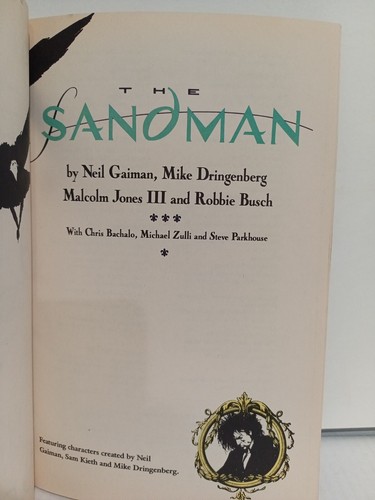 THE
SANDMAN
by Neil Gaiman, Mike Dringenberg
Malcolm Jones III and Robbie Busch
With Chris Bachalo, Michael Zulli and Steve Parkhouse
Featuring characters created by Neil
Gaiman, Sam Kieth and Mike Dringenberg.